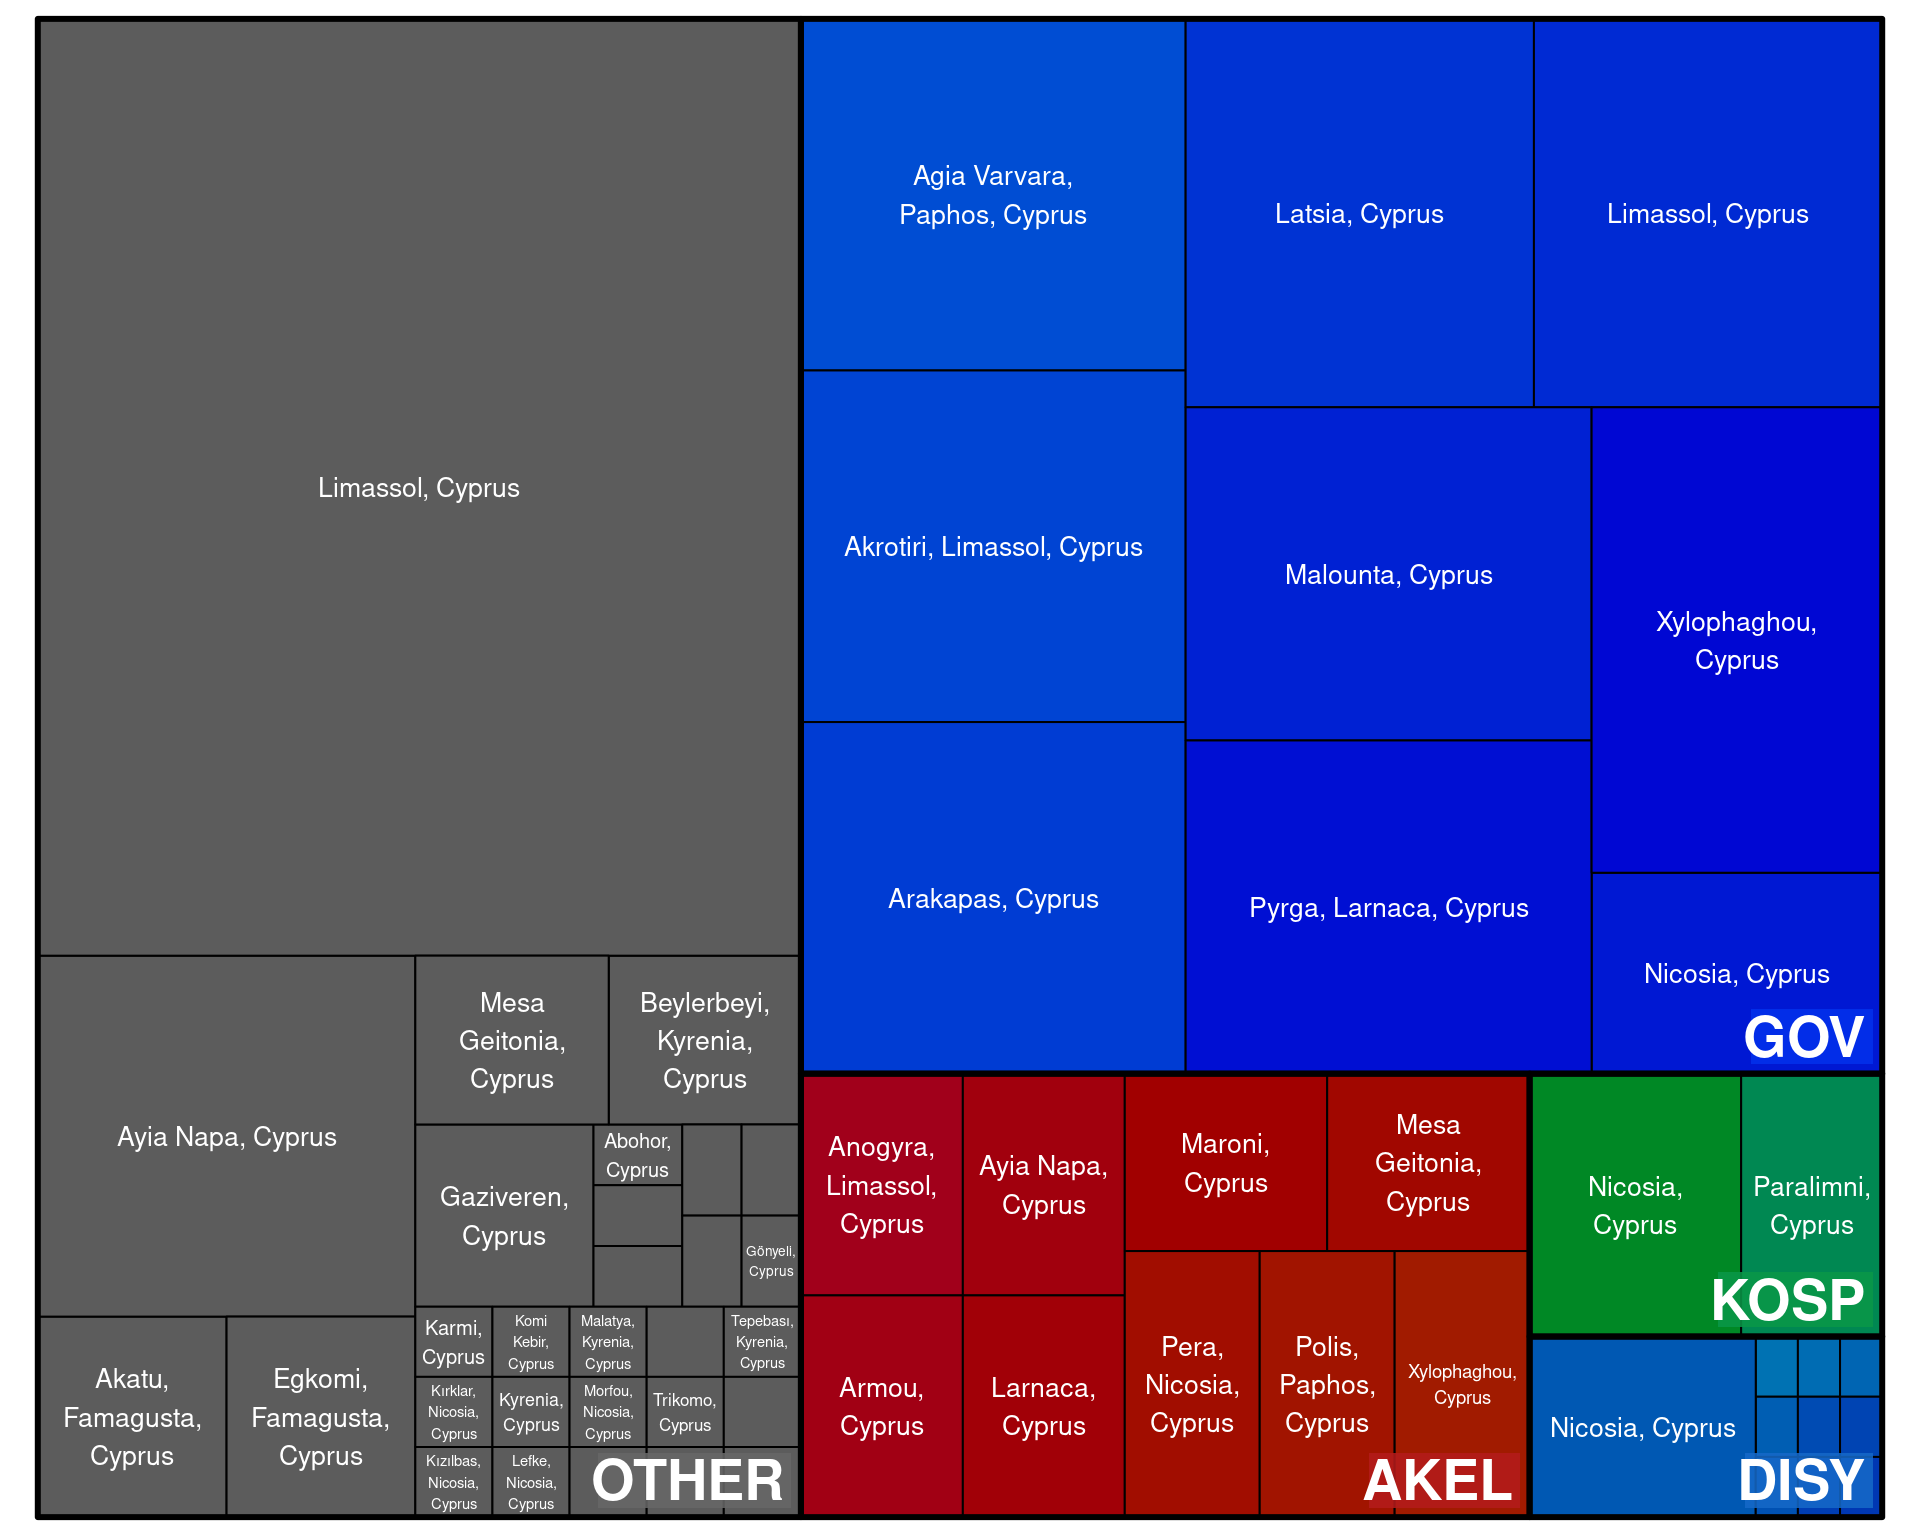 Limassol, Cyprus
Ayia Napa, Cyprus
Mesa
Geitonia,
Cyprus
Beylerbeyi,
Kyrenia,
Cyprus
Gaziveren,
Cyprus
Abohor,
Cyprus
Gönyeli,
Cyprus
Akatu,
Famagusta,
Cyprus
Egkomi,
Famagusta,
Cyprus
Karmi,
Cyprus
Komi
Kebir,
Cyprus
Malatya,
Kyrenia,
Cyprus
Tepebası,
Kyrenia,
Cyprus
Kırklar,
Nicosia,
Cyprus
Kyrenia,
Cyprus
Morfou,
Nicosia,
Cyprus
Trikomo,
Cyprus
Kızılbas,
Nicosia,
Cyprus
Lefke,
Nicosia,
Cyprus
OTHER
Agia Varvara,
Paphos, Cyprus
Latsia, Cyprus
Limassol, Cyprus
Akrotiri, Limassol, Cyprus
Malounta, Cyprus
Xylophaghou,
Cyprus
Arakapas, Cyprus
Pyrga, Larnaca, Cyprus
Nicosia, Cyprus
GOV
Anogyra,
Limassol,
Cyprus
Ayia Napa,
Cyprus
Maroni,
Cyprus
Mesa
Geitonia,
Cyprus
Armou,
Cyprus
Larnaca,
Cyprus
Pera,
Nicosia,
Cyprus
Polis,
Paphos,
Cyprus
Xylophaghou,
Cyprus
AKEL
Nicosia,
Cyprus
Paralimni,
Cyprus
KOSP
Nicosia, Cyprus
DISY